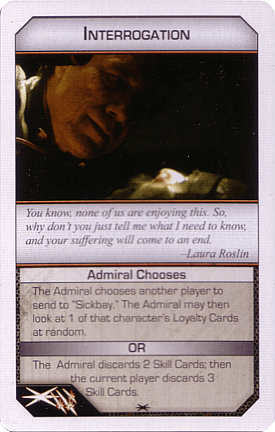 INTERROGATION
You know, none of us are enjoying this. So,
why don't you just tell me what I need to know,
and your suffering will come to an end.
–Laura Roslin
Admiral Chooses
The Admiral chooses another player to
send to "Sickbay." The Admiral may then
look at 1 of that character's Loyalty Cards
at random.
OR
The Admiral discards 2 Skill Cards; then
the current player discards 3
Skill Cards.